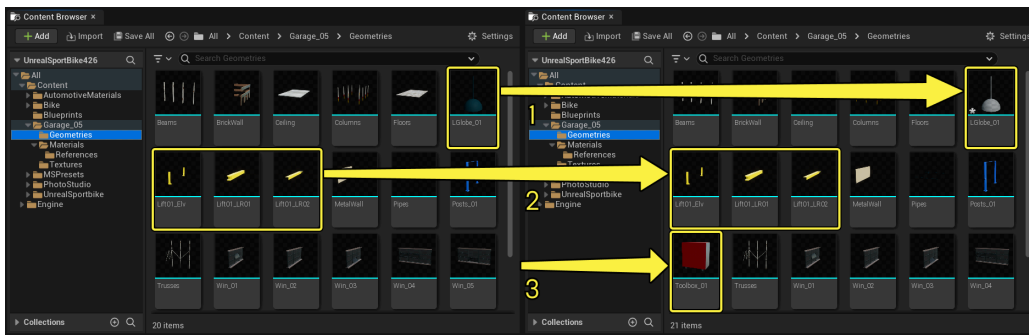 Content Browser ×
+ Add Import Save All All > Content > Garage_05 > Geometries Settings
UnrealSportBike426
Search Geometries
All
Content
AutomotiveMaterials
Bike
Blueprints
Garage_05
Geometries
Materials
References
Textures
MSPresets
PhotoStudio
UnrealSportbike
Engine
Beams BrickWall Ceiling Columns Floors LGlobe_01
Lift01_Elv Lift01_LR01 Lift01_LR02 MetalWall Pipes Posts_01
Trusses Win_01 Win_02 Win_03 Win_04 Win_05
Collections
20 items
Content Browser ×
+ Add Import Save All All > Content > Garage_05 > Geometries Settings
UnrealSportBike426
Search Geometries
All
Content
1
Bike
Blueprints
Garage_05
Geometries
Materials
References
Textures
2
PhotoStudio
UnrealSportbike
Engine
3
Beams BrickWall Ceiling Columns Floors LGlobe_01
Lift01_Elv Lift01_LR01 Lift01_LR02 MetalWall Pipes Posts_01
Toolbox_01 Trusses Win_01 Win_02 Win_03 Win_04
Collections
21 items